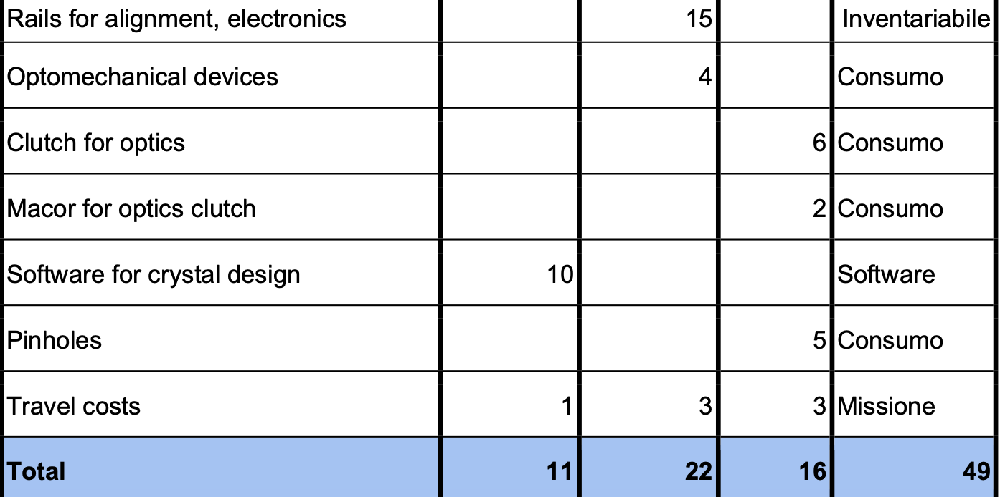 Rails for alignment, electronics 15 Inventariabile
Optomechanical devices 4 Consumo
Clutch for optics 6 Consumo
Macor for optics clutch 2 Consumo
Software for crystal design 10 Software
Pinholes 5 Consumo
Travel costs 1 3 3 Missione
Total 11 22 16 49